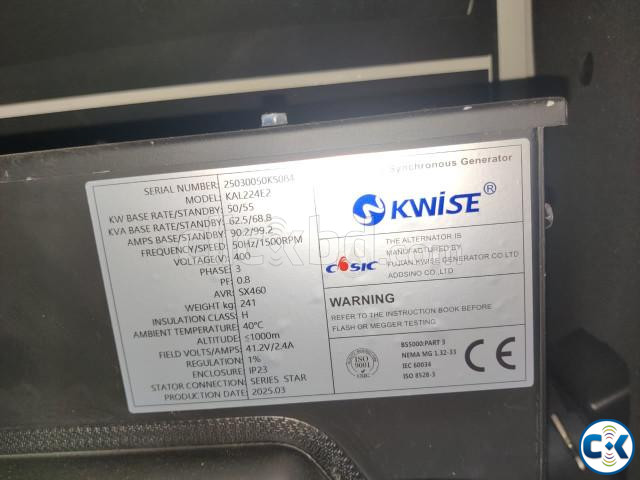 SERIAL NUMBER: 25030050KS064
MODEL: KAL224E2
KW BASE RATE/STANDBY: 50/55
KVA BASE RATE/STANDBY: 62.5/68.8
AMPS BASE/STANDBY: 90.2/99.2
FREQUENCY/SPEED: 50Hz/1500RPM
VOLTAGE(V): 400
PHASE: 3
PF: 0.8
AVR: SX460
WEIGHT kg: 241
INSULATION CLASS: H
AMBIENT TEMPERATURE: 40℃
ALTITUDE: ≤1000m
FIELD VOLTS/AMPS: 41.2V/2.4A
REGULATION: 1%
ENCLOSURE: IP23
STATOR CONNECTION: SERIES STAR
PRODUCTION DATE: 2025.03
Synchronous Generator
KWISE®
CSIC
THE ALTERNATOR IS
MANUFACTURED BY
FUJIAN KWISE GENERATOR CO LTD
ADDSINO CO.,LTD
WARNING
REFER TO THE INSTRUCTION BOOK BEFORE
FLASH OR MEGGER TESTING
ISO
9001
BS5000:PART 3
NEMA MG 1.32-33
IEC 60034
ISO 8528-3
CE
CK